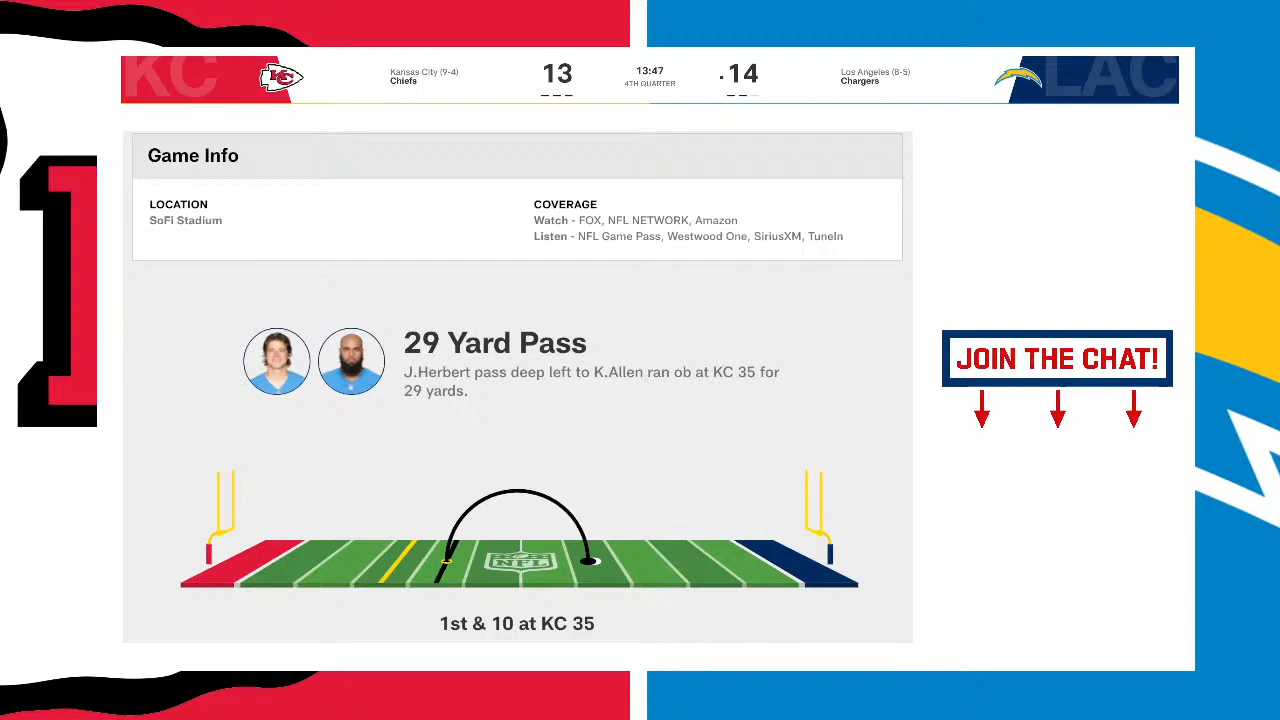 KC
KC
Kansas City (9-4)
Chiefs
13
13:47
4TH QUARTER
14
Los Angeles (8-5)
Chargers
LAC
Game Info
LOCATION
SoFi Stadium
COVERAGE
Watch - FOX, NFL NETWORK, Amazon
Listen - NFL Game Pass, Westwood One, SiriusXM, TuneIn
29 Yard Pass
J.Herbert pass deep left to K.Allen ran ob at KC 35 for
29 yards.
JOIN THE CHAT!
NFL
1st & 10 at KC 35